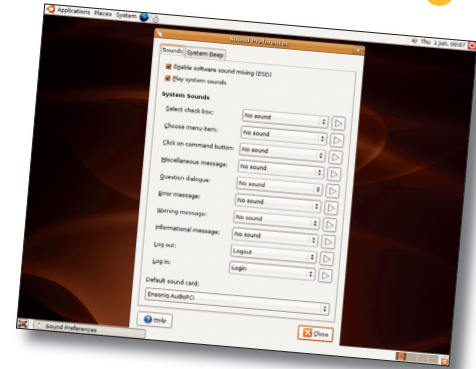 Applications Places System
Thu 1 Jun, 00:07
Sound Preferences
Sounds
System Beep
Enable software sound mixing (ESD)
Play system sounds
System Sounds
Select check box: No sound
Choose menu item: No sound
Click on command button: No sound
Miscellaneous message: No sound
Question dialogue: No sound
Error message: No sound
Warning message: No sound
Informational message: No sound
Log out: Logout
Log in: Login
Default sound card:
Ensoniq AudioPCI
Help
Close
Sound Preferences